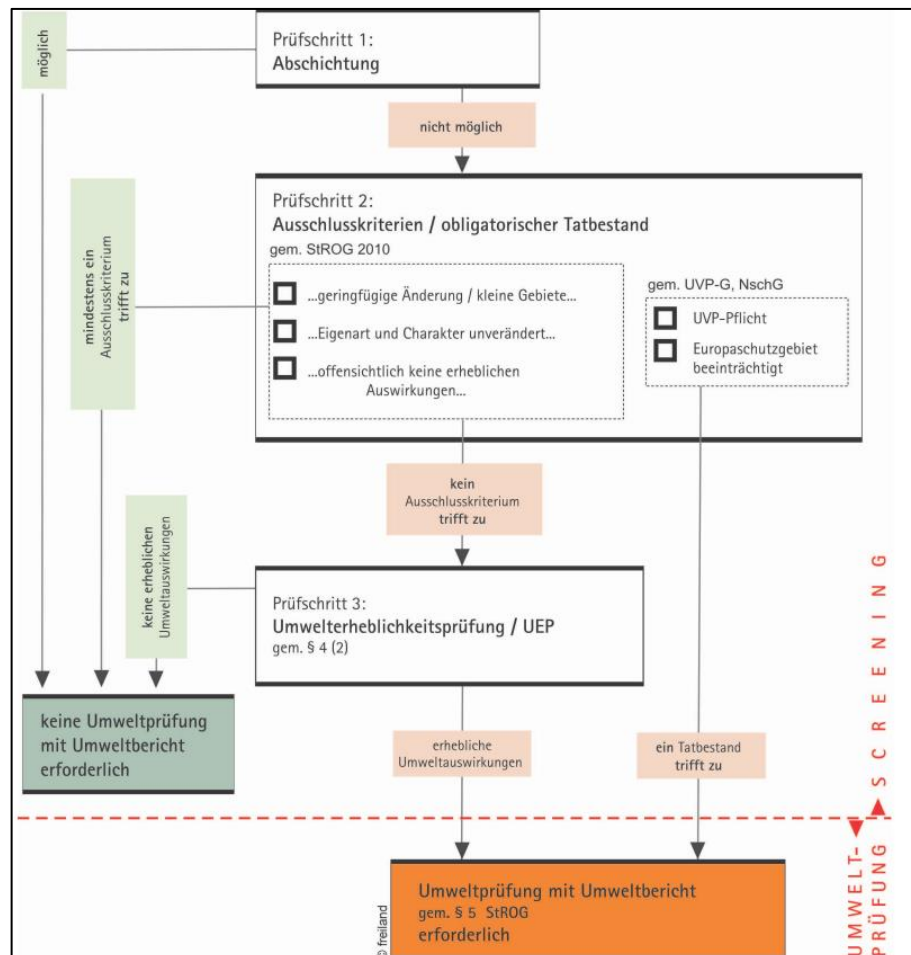 möglich
Prüfschritt 1:
Abschichtung
nicht möglich
Prüfschritt 2:
Ausschlusskriterien / obligatorischer Tatbestand
gem. StROG 2010
...geringfügige Änderung / kleine Gebiete...
...Eigenart und Charakter unverändert...
...offensichtlich keine erheblichen
Auswirkungen...
gem. UVP-G, NschG
UVP-Pflicht
Europaschutzgebiet
beeinträchtigt
mindestens ein
Ausschlusskriterium
trifft zu
kein
Ausschlusskriterium
trifft zu
keine erheblichen
Umweltauswirkungen
Prüfschritt 3:
Umwelterheblichkeitsprüfung / UEP
gem. § 4 (2)
keine Umweltprüfung
mit Umweltbericht
erforderlich
erhebliche
Umweltauswirkungen
ein Tatbestand
trifft zu
SCREENING
UMWELT-
PRÜFUNG
Umweltprüfung mit Umweltbericht
gem. § 5 StROG
erforderlich
© freiland